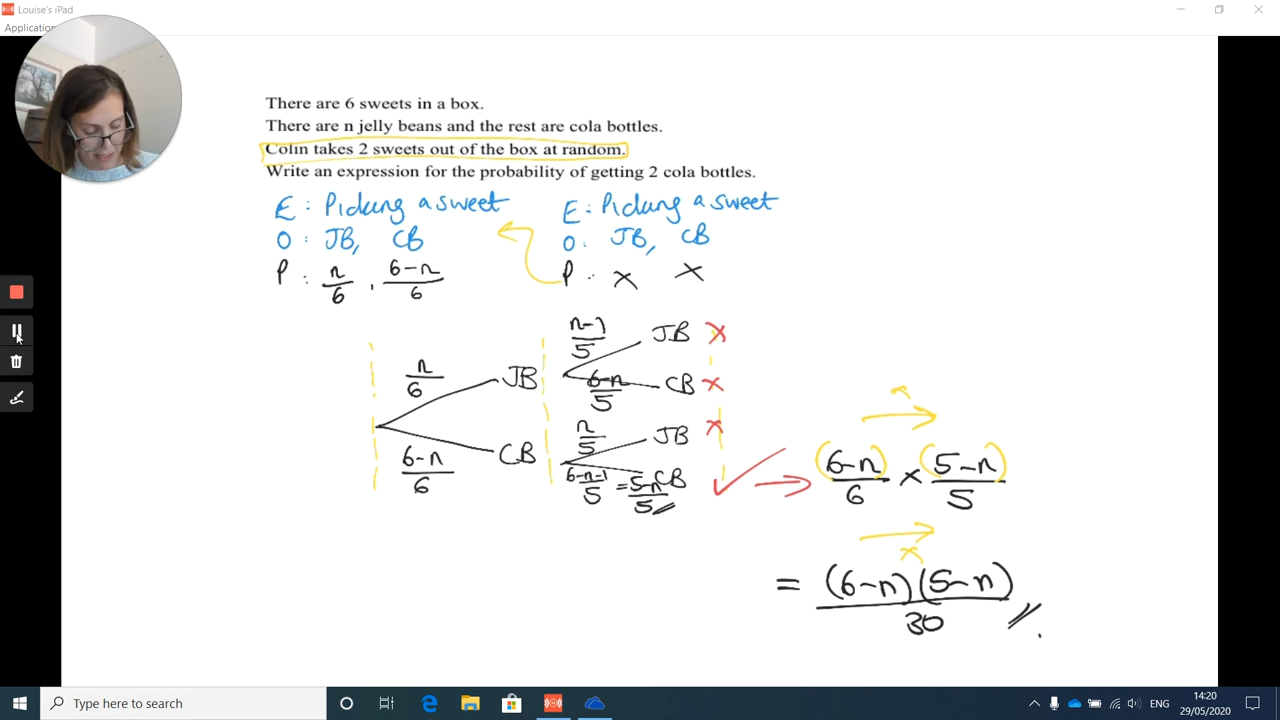 Louise's iPad
Application
There are 6 sweets in a box.
There are n jelly beans and the rest are cola bottles.
Colin takes 2 sweets out of the box at random.
Write an expression for the probability of getting 2 cola bottles.
E : Picking a sweet
O : JB, CB
P : n/6 , 6-n/6
E : Picking a sweet
O : JB, CB
P : x x
n/6 JB
6-n/6 CB
n-1/5 JB x
6-n/5 CB x
n/5 JB x
6-n-1/5 = 5-n/5 CB ✓
x
(6-n)/6 x (5-n)/5
x
= (6-n)(5-n)/30
Type here to search
ENG
14:20
29/05/2020